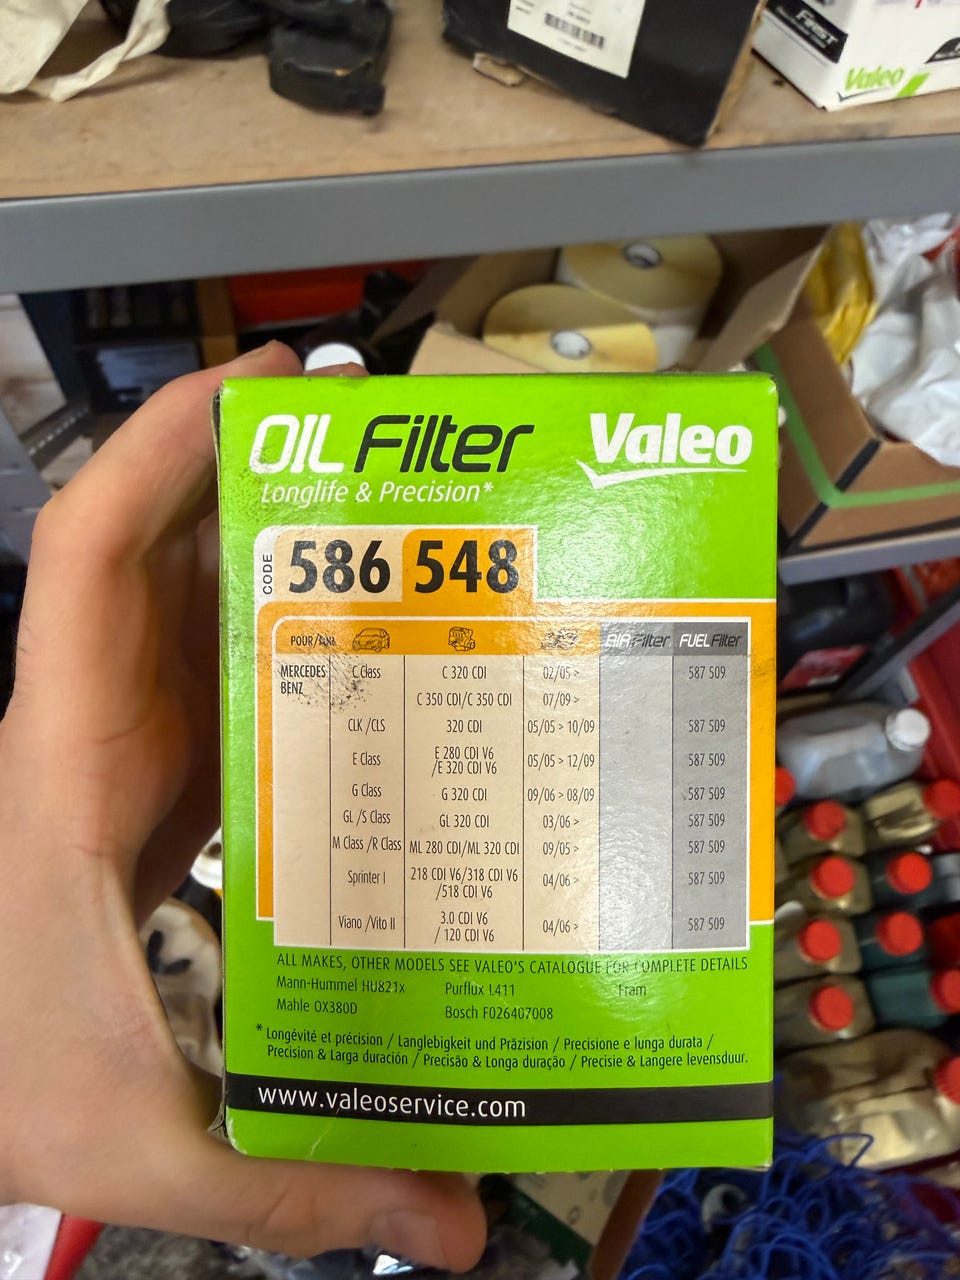 FIRST
Valeo
OIL Filter Valeo
Longlife & Precision*
CODE 586 548
POUR/ AIR Filter FUEL Filter
MERCEDES BENZ C Class C 320 CDI 02/05 > 587 509
C 350 CDI/C 350 CDI 07/09 >
CLK /CLS 320 CDI 05/05 > 10/09 587 509
E Class E 280 CDI V6 /E 320 CDI V6 05/05 > 12/09 587 509
G Class G 320 CDI 09/06 > 08/09 587 509
GL /S Class GL 320 CDI 03/06 > 587 509
M Class /R Class ML 280 CDI/ML 320 CDI 09/05 > 587 509
Sprinter I 218 CDI V6/318 CDI V6 /518 CDI V6 04/06 > 587 509
Viano /Vito II 3.0 CDI V6 / 120 CDI V6 04/06 > 587 509
ALL MAKES, OTHER MODELS SEE VALEO'S CATALOGUE FOR COMPLETE DETAILS
Mann-Hummel HU821x Purflux L411 Fram
Mahle OX380D Bosch F026407008
* Longévité et précision / Langlebigkeit und Präzision / Precisione e lunga durata /
Precision & Larga duración / Precisão & Longa duração / Precisie & Langere levensduur.
www.valeoservice.com